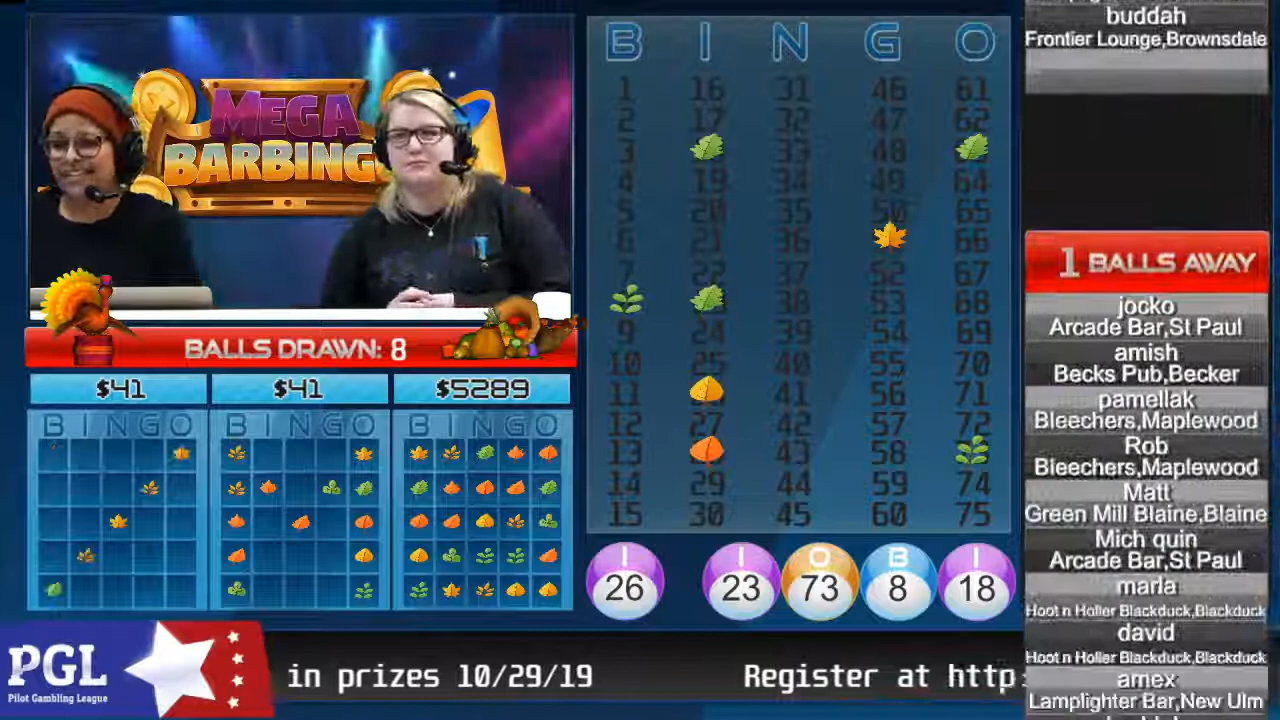 MEGA
BARBING
BALLS DRAWN: 8
$41
$41
$5289
B I N G O
B I N G O
B I N G O
B I N G O
1 16 31 46 61
2 17 32 47 62
3 33 48
4 19 34 49 64
5 20 35 50 65
6 21 36 66
7 22 37 52 67
38 53 68
9 24 39 54 69
10 25 40 55 70
11 41 56 71
12 27 42 57 72
13 43 58
14 29 44 59 74
15 30 45 60 75
I
26
I
23
O
73
B
8
I
18
buddah
Frontier Lounge,Brownsdale
1 BALLS AWAY
jocko
Arcade Bar,St Paul
amish
Becks Pub,Becker
pamellak
Bleechers,Maplewood
Rob
Bleechers,Maplewood
Matt
Green Mill Blaine,Blaine
Mich quin
Arcade Bar,St Paul
marla
Hoot n Holler Blackduck,Blackduck
david
Hoot n Holler Blackduck,Blackduck
arnex
Lamplighter Bar,New Ulm
PGL
Pilot Gambling League
in prizes 10/29/19 Register at http: